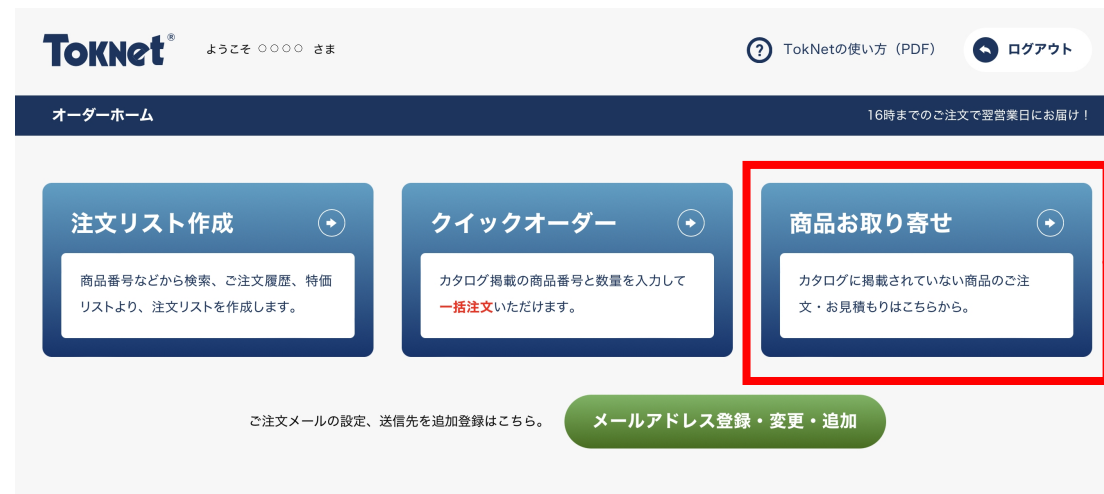 TokNet®
ようこそ ○○○○ さま
TokNetの使い方（PDF）
ログアウト
オーダーホーム
16時までのご注文で翌営業日にお届け！
注文リスト作成
商品番号などから検索、ご注文履歴、特価
リストより、注文リストを作成します。
クイックオーダー
カタログ掲載の商品番号と数量を入力して
一括注文いただけます。
商品お取り寄せ
カタログに掲載されていない商品のご注
文・お見積もりはこちらから。
ご注文メールの設定、送信先を追加登録はこちら。
メールアドレス登録・変更・追加